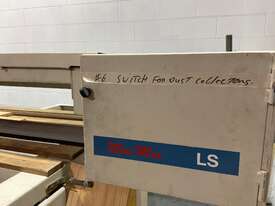 #6 SWITCH FOR DUST COLLECTORS
LS